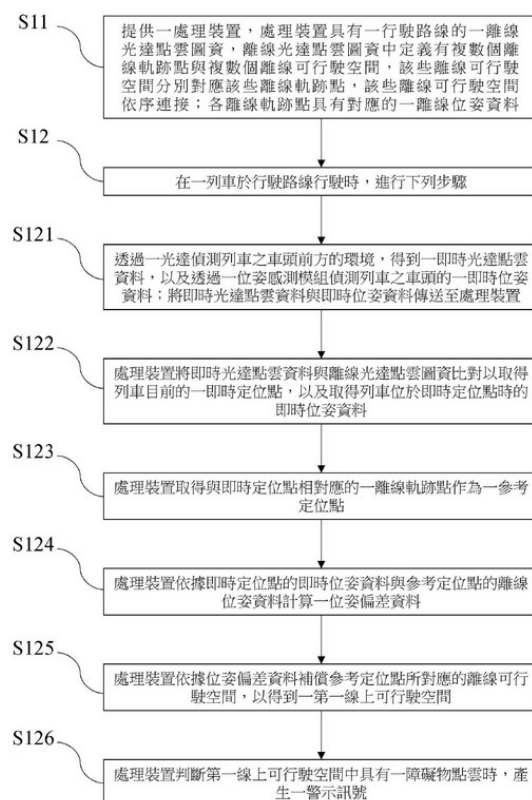 S11
提供一處理裝置，處理裝置具有一行駛路線的一離線
光達點雲圖資，離線光達點雲圖資中定義有複數個離
線軌跡點與複數個離線可行駛空間，該些離線可行駛
空間分別對應該些離線軌跡點，該些離線可行駛空間
依序連接；各離線軌跡點具有對應的一離線位姿資料
S12
在一列車於行駛路線行駛時，進行下列步驟
S121
透過一光達偵測列車之車頭前方的環境，得到一即時光達點雲
資料，以及透過一位姿感測模組偵測列車之車頭的一即時位姿
資料；將即時光達點雲資料與即時位姿資料傳送至處理裝置
S122
處理裝置將即時光達點雲資料與離線光達點雲圖資比對以取得
列車目前的一即時定位點，以及取得列車位於即時定位點時的
即時位姿資料
S123
處理裝置取得與即時定位點相對應的一離線軌跡點作為一參考
定位點
S124
處理裝置依據即時定位點的即時位姿資料與參考定位點的離線
位姿資料計算一位姿偏差資料
S125
處理裝置依據位姿偏差資料補償參考定位點所對應的離線可行
駛空間，以得到一第一線上可行駛空間
S126
處理裝置判斷第一線上可行駛空間中具有一障礙物點雲時，產
生一警示訊號